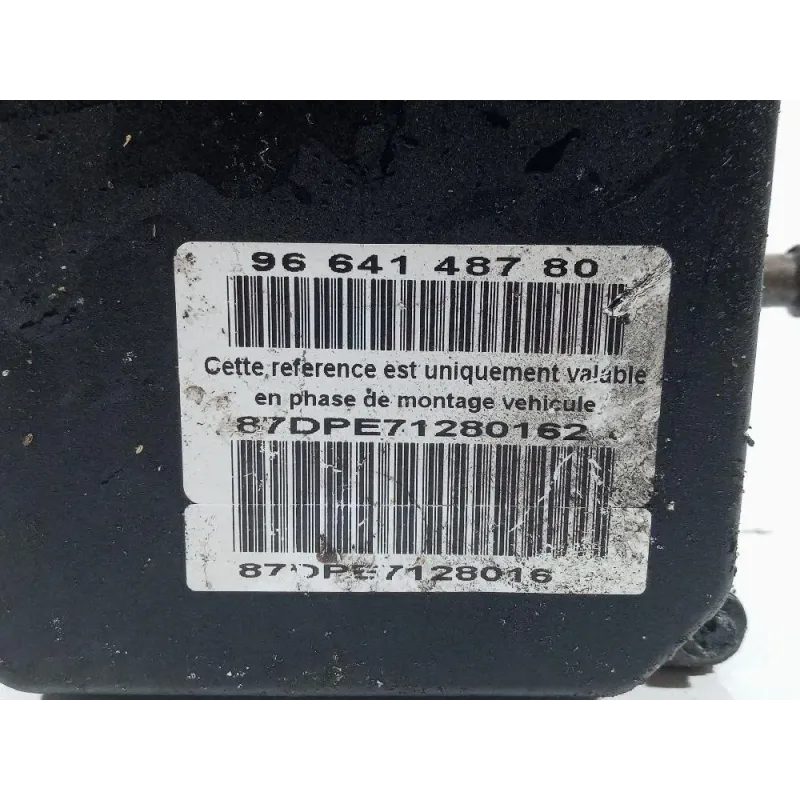 96 641 487 80
Cette reference est uniquement valable
en phase de montage vehicule
87DPE71280162
87DPE7128016